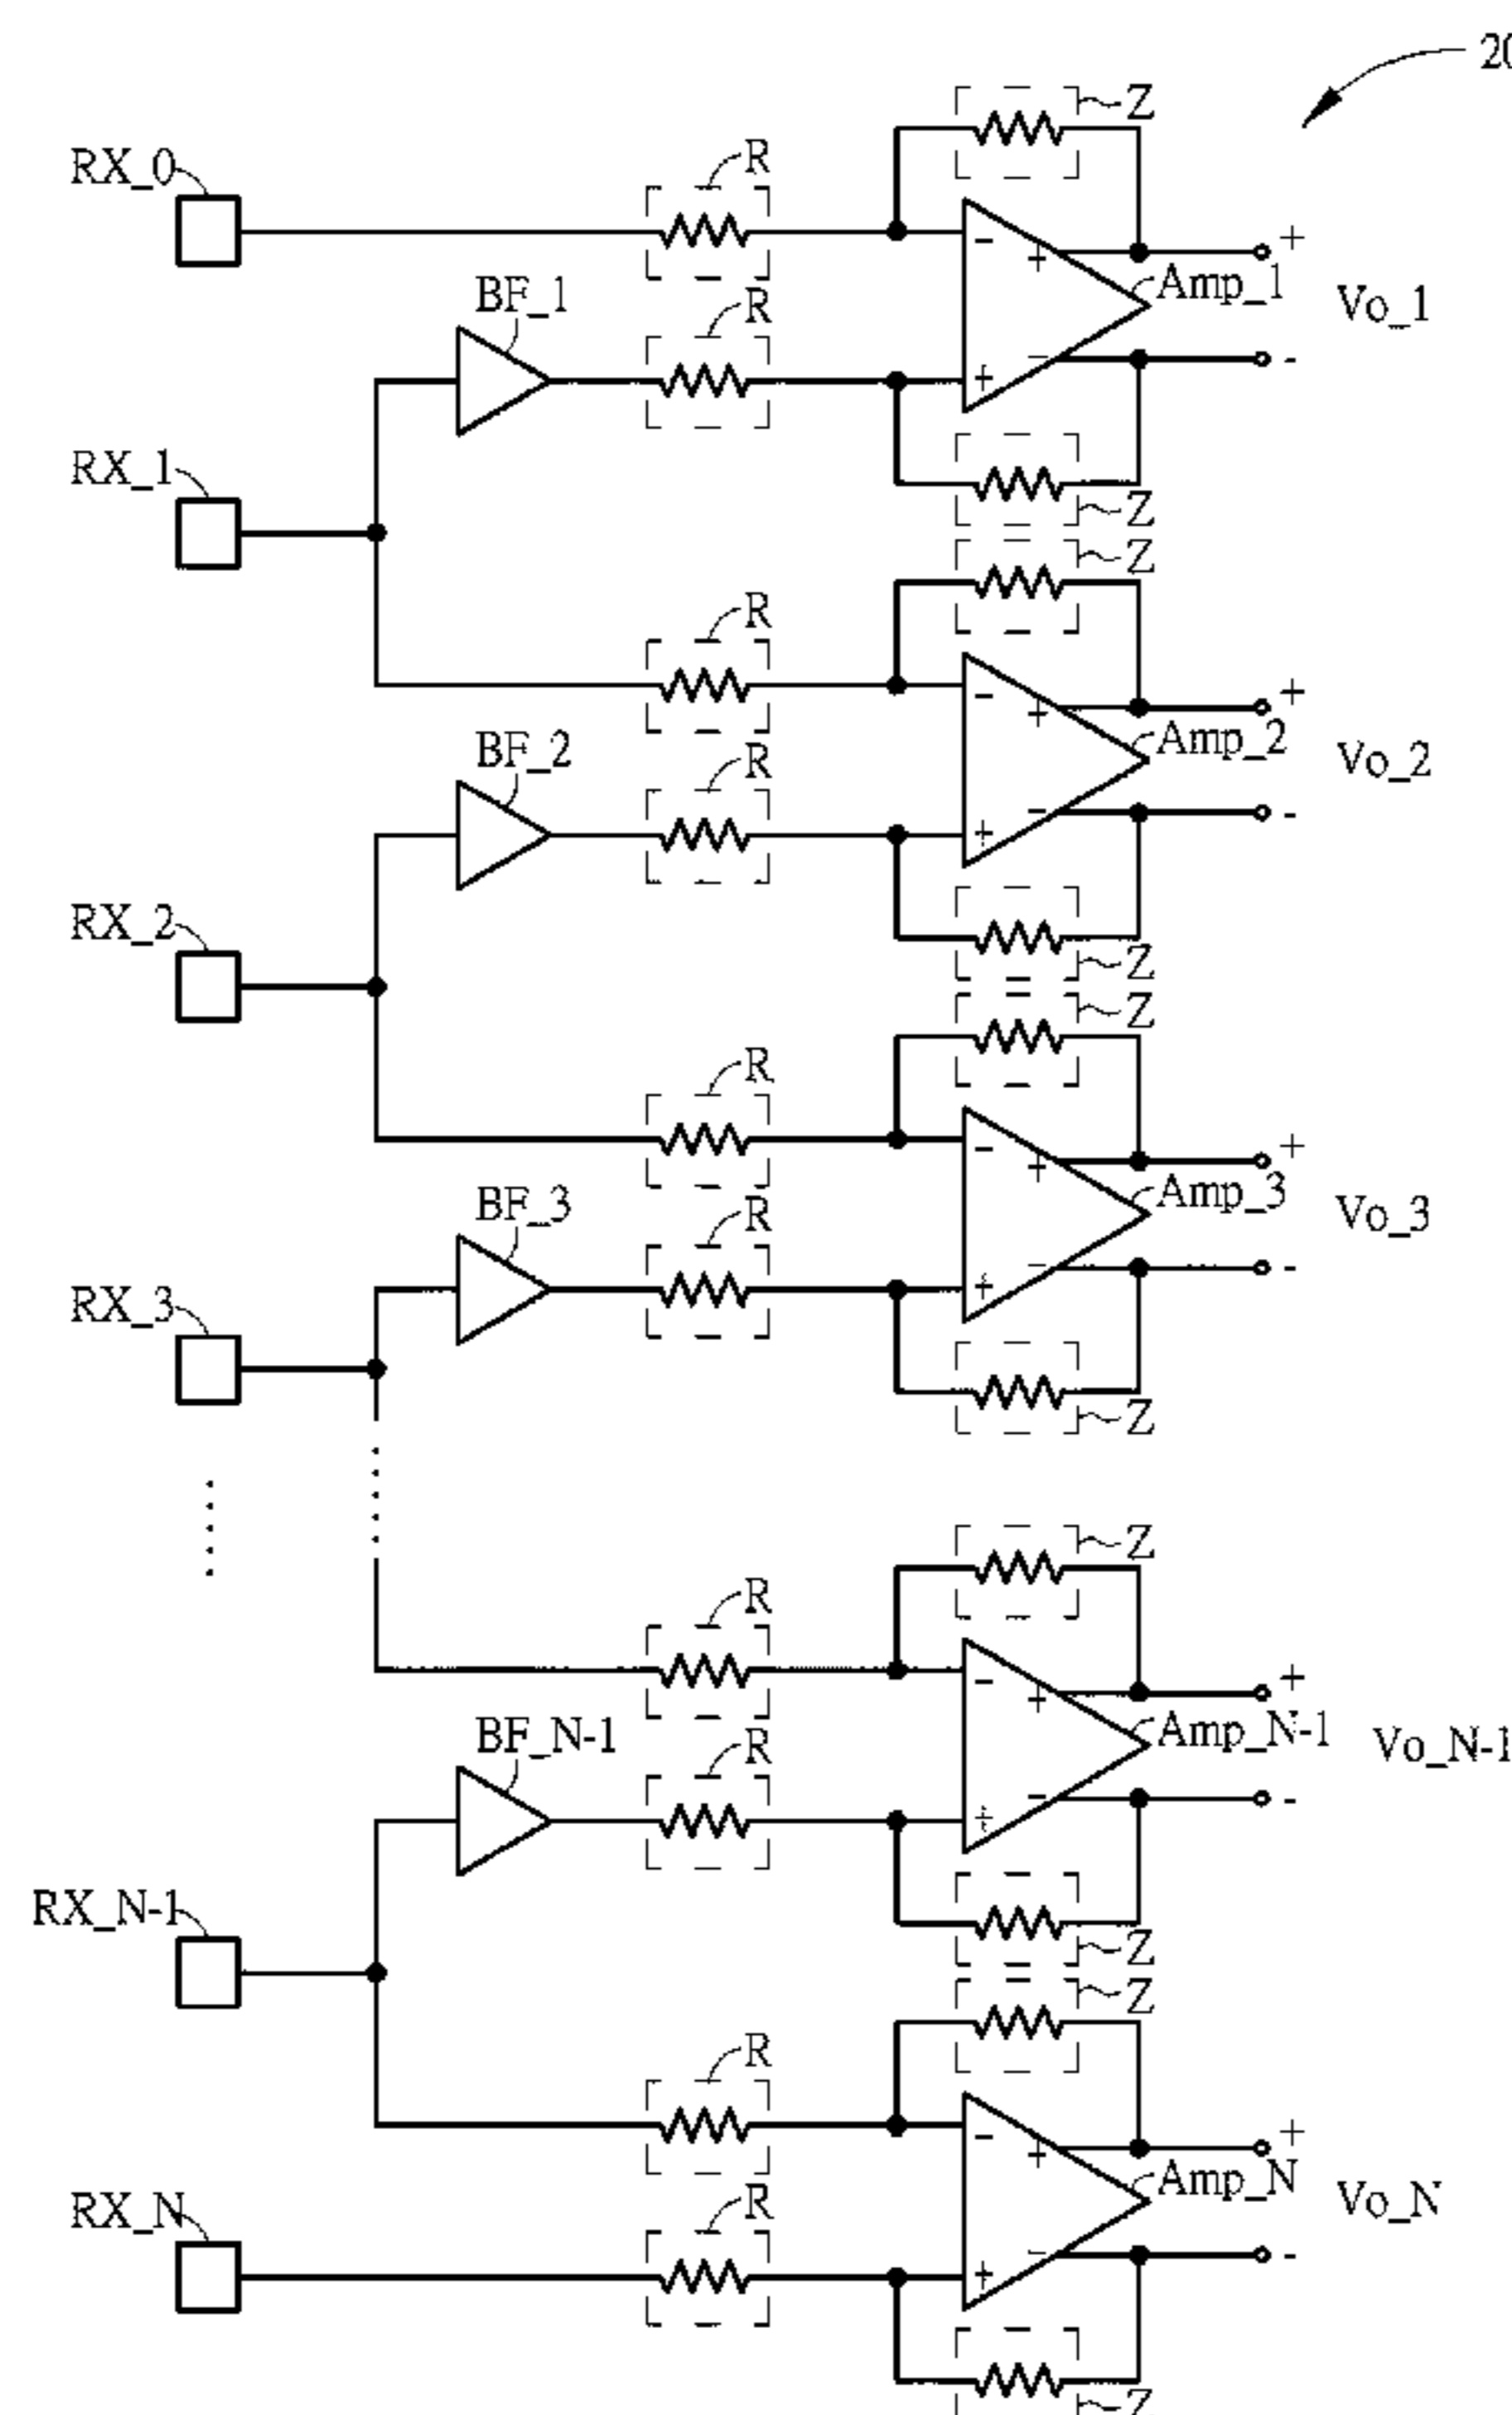 20
Z
RX_0
R
+
-
+
BF_1
R
Amp_1
Vo_1
+
-
-
RX_1
Z
Z
R
+
-
+
BF_2
R
Amp_2
Vo_2
+
-
-
RX_2
Z
Z
R
+
-
+
BF_3
R
Amp_3
Vo_3
+
-
-
RX_3
Z
Z
R
+
-
+
BF_N-1
R
Amp_N-1
Vo_N-1
+
-
-
RX_N-1
Z
Z
R
+
-
+
RX_N
R
Amp_N
Vo_N
+
-
-
Z